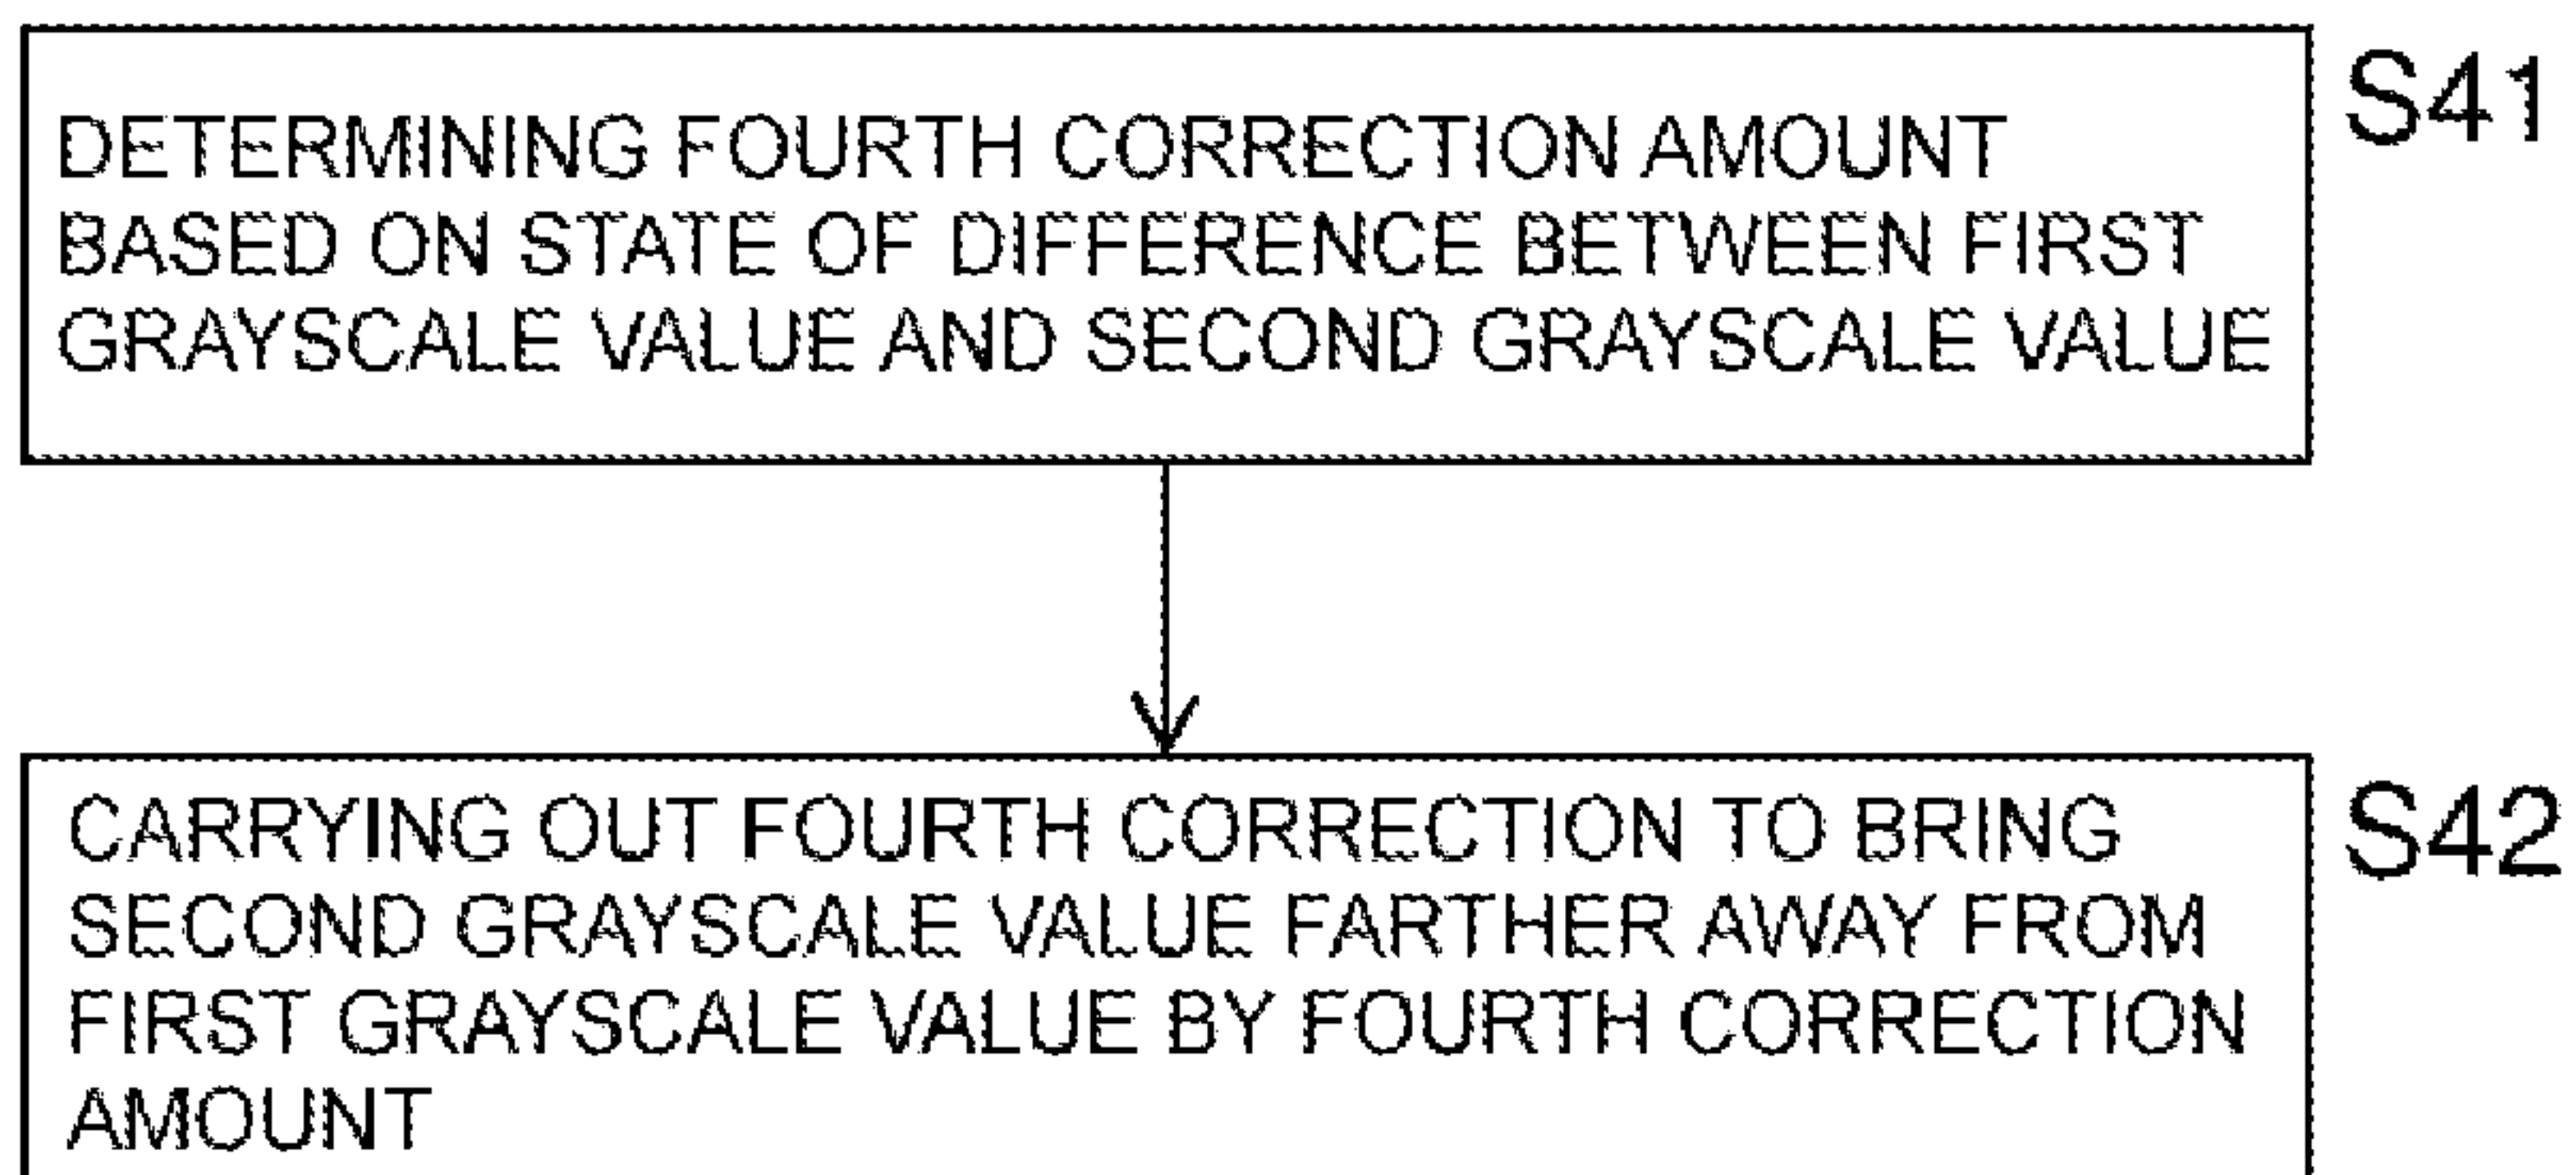 S41
DETERMINING FOURTH CORRECTION AMOUNT
BASED ON STATE OF DIFFERENCE BETWEEN FIRST
GRAYSCALE VALUE AND SECOND GRAYSCALE VALUE
S42
CARRYING OUT FOURTH CORRECTION TO BRING
SECOND GRAYSCALE VALUE FARTHER AWAY FROM
FIRST GRAYSCALE VALUE BY FOURTH CORRECTION
AMOUNT